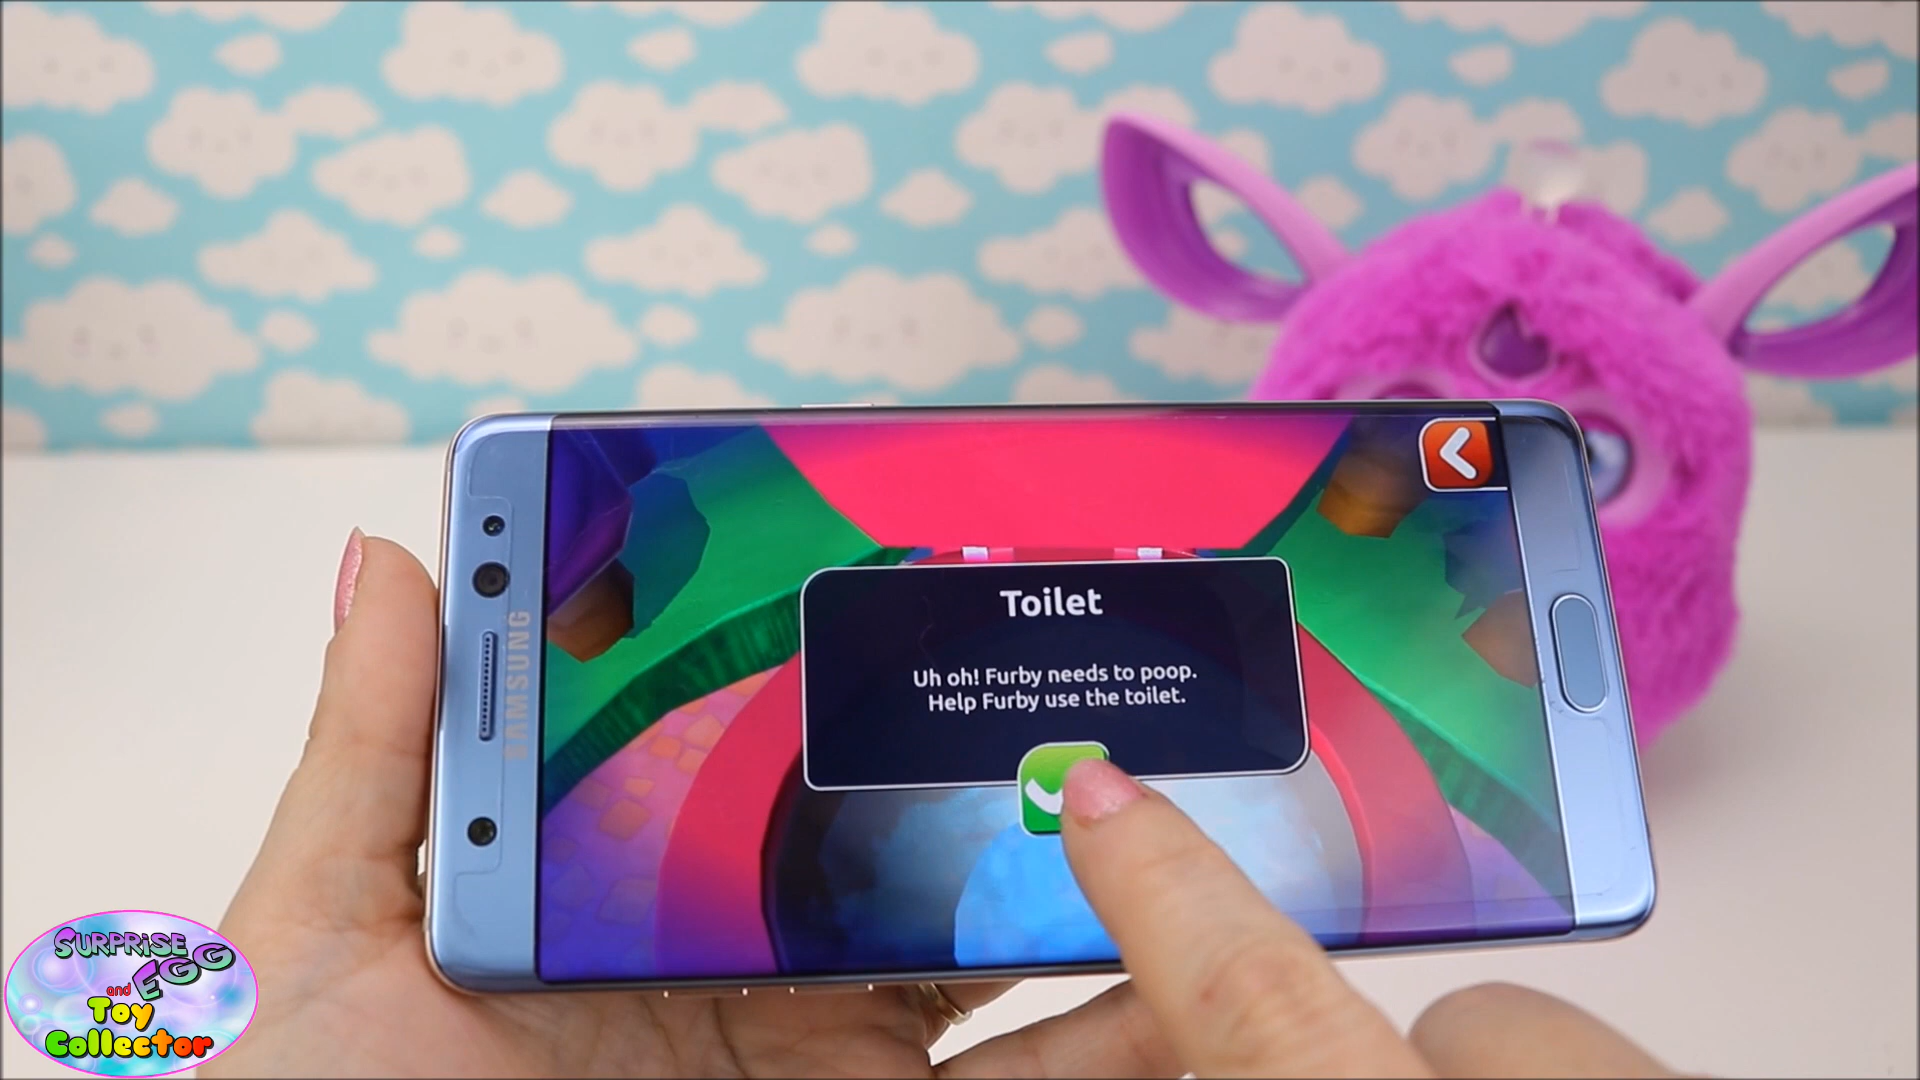 SAMSUNG
Toilet
Uh oh! Furby needs to poop.
Help Furby use the toilet.
SURPRISE
EGG
and
Toy
Collector